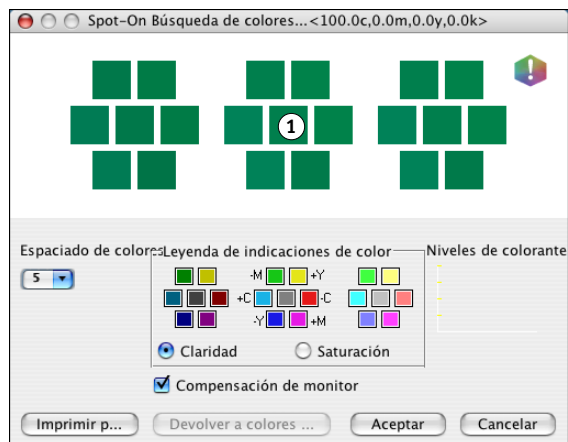 Spot-On Búsqueda de colores...<100.0c,0.0m,0.0y,0.0k>
1
Espaciado de colores
Leyenda de indicaciones de color
Niveles de colorante
5
-M +Y
+C -C
-Y +M
Claridad
Saturación
Compensación de monitor
Imprimir p...
Devolver a colores ...
Aceptar
Cancelar